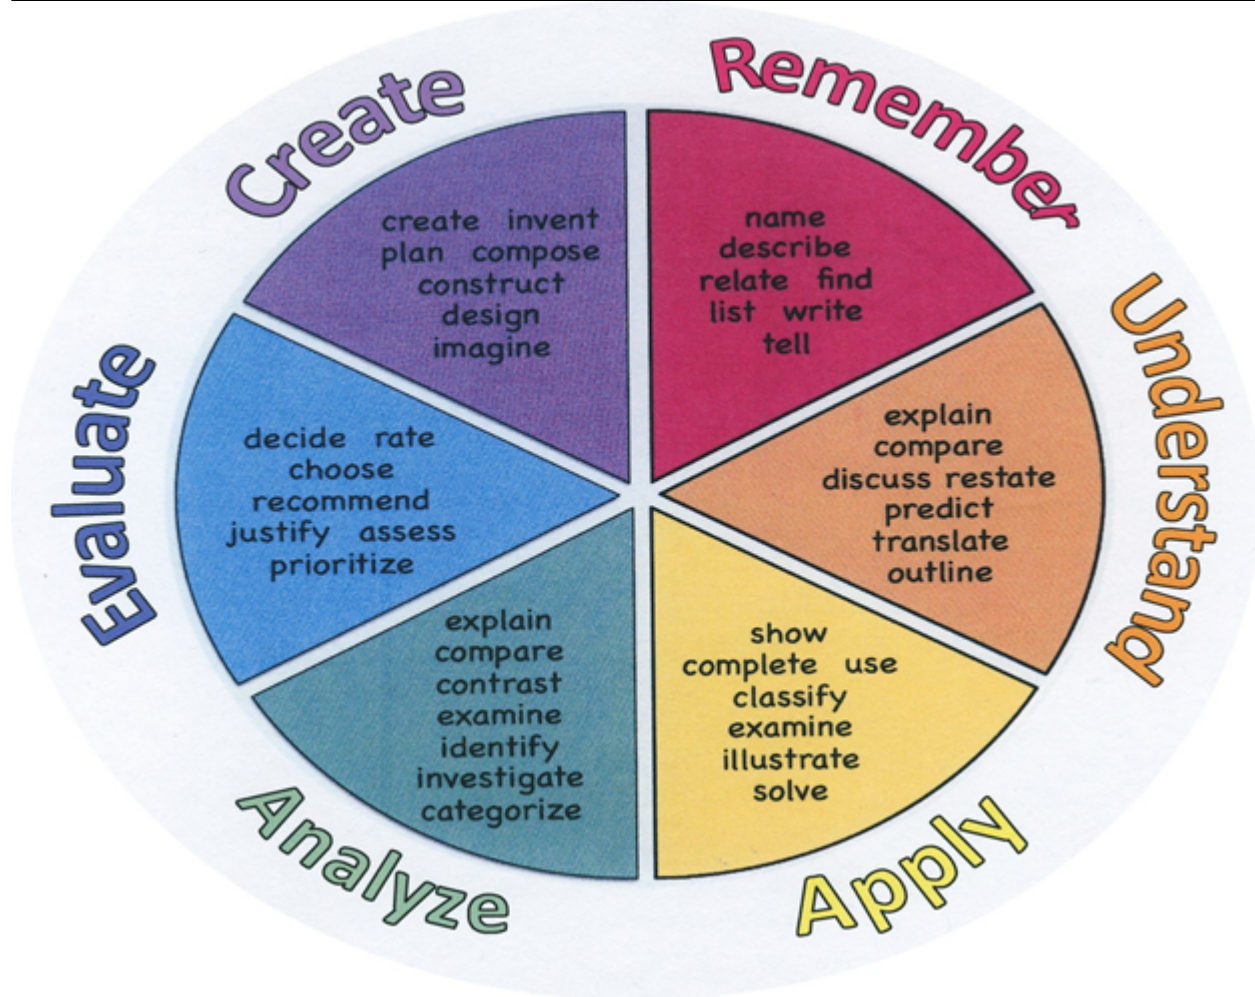 Remember
name
describe
relate find
list write
tell
Understand
explain
compare
discuss restate
predict
translate
outline
Apply
show
complete use
classify
examine
illustrate
solve
Analyze
explain
compare
contrast
examine
identify
investigate
categorize
Evaluate
decide rate
choose
recommend
justify assess
prioritize
Create
create invent
plan compose
construct
design
imagine